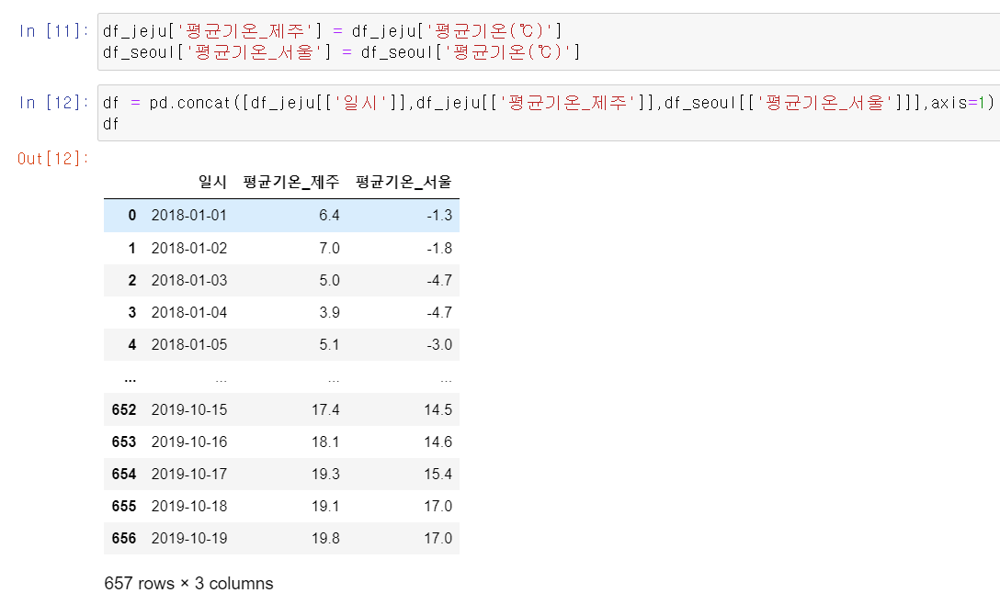 In [11]: df_jeju['평균기온_제주'] = df_jeju['평균기온(℃)']
df_seoul['평균기온_서울'] = df_seoul['평균기온(℃)']
In [12]: df = pd.concat([df_jeju[['일시']],df_jeju[['평균기온_제주']],df_seoul[['평균기온_서울']]],axis=1)
df
Out[12]:
일시 평균기온_제주 평균기온_서울
0 2018-01-01 6.4 -1.3
1 2018-01-02 7.0 -1.8
2 2018-01-03 5.0 -4.7
3 2018-01-04 3.9 -4.7
4 2018-01-05 5.1 -3.0
... ... ... ...
652 2019-10-15 17.4 14.5
653 2019-10-16 18.1 14.6
654 2019-10-17 19.3 15.4
655 2019-10-18 19.1 17.0
656 2019-10-19 19.8 17.0
657 rows × 3 columns